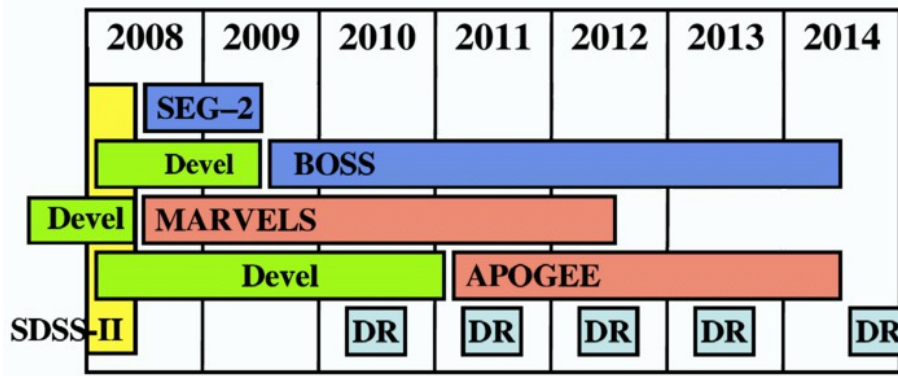 2008 2009 2010 2011 2012 2013 2014
SEG–2
Devel BOSS
Devel MARVELS
Devel APOGEE
SDSS-II DR DR DR DR DR